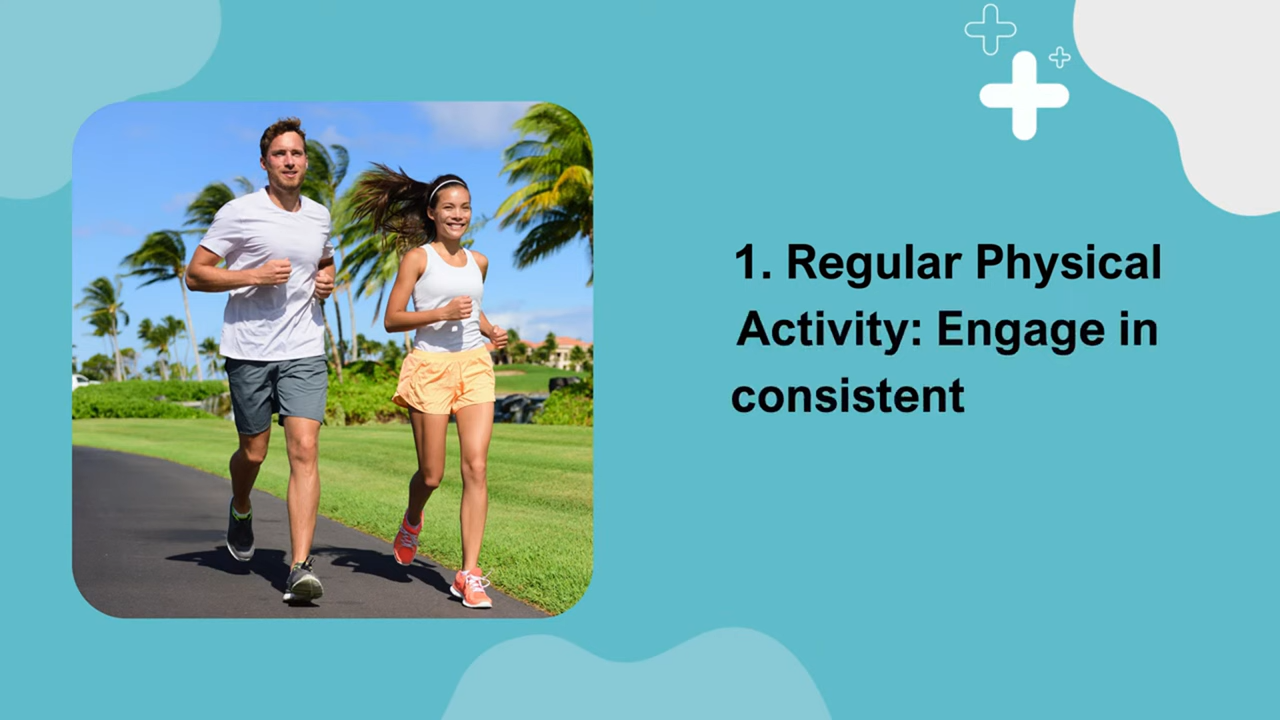 1. Regular Physical
Activity: Engage in
consistent